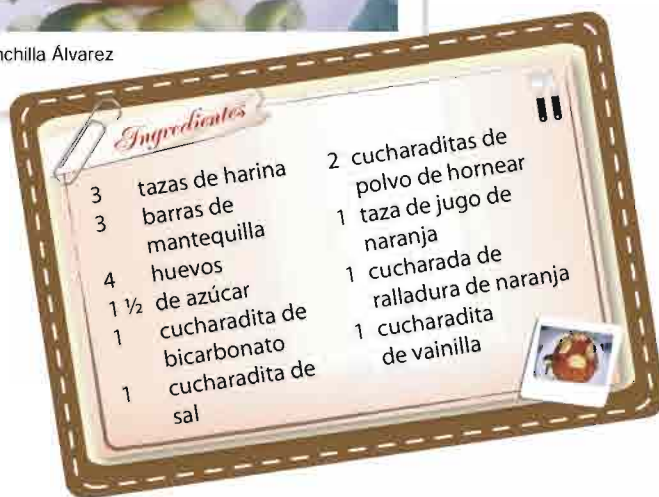 nchilla Álvarez
Ingredientes
3 tazas de harina
3 barras de
mantequilla
4 huevos
1 ½ de azúcar
1 cucharadita de
bicarbonato
1 cucharadita de
sal
2 cucharaditas de
polvo de hornear
1 taza de jugo de
naranja
1 cucharada de
ralladura de naranja
1 cucharadita
de vainilla